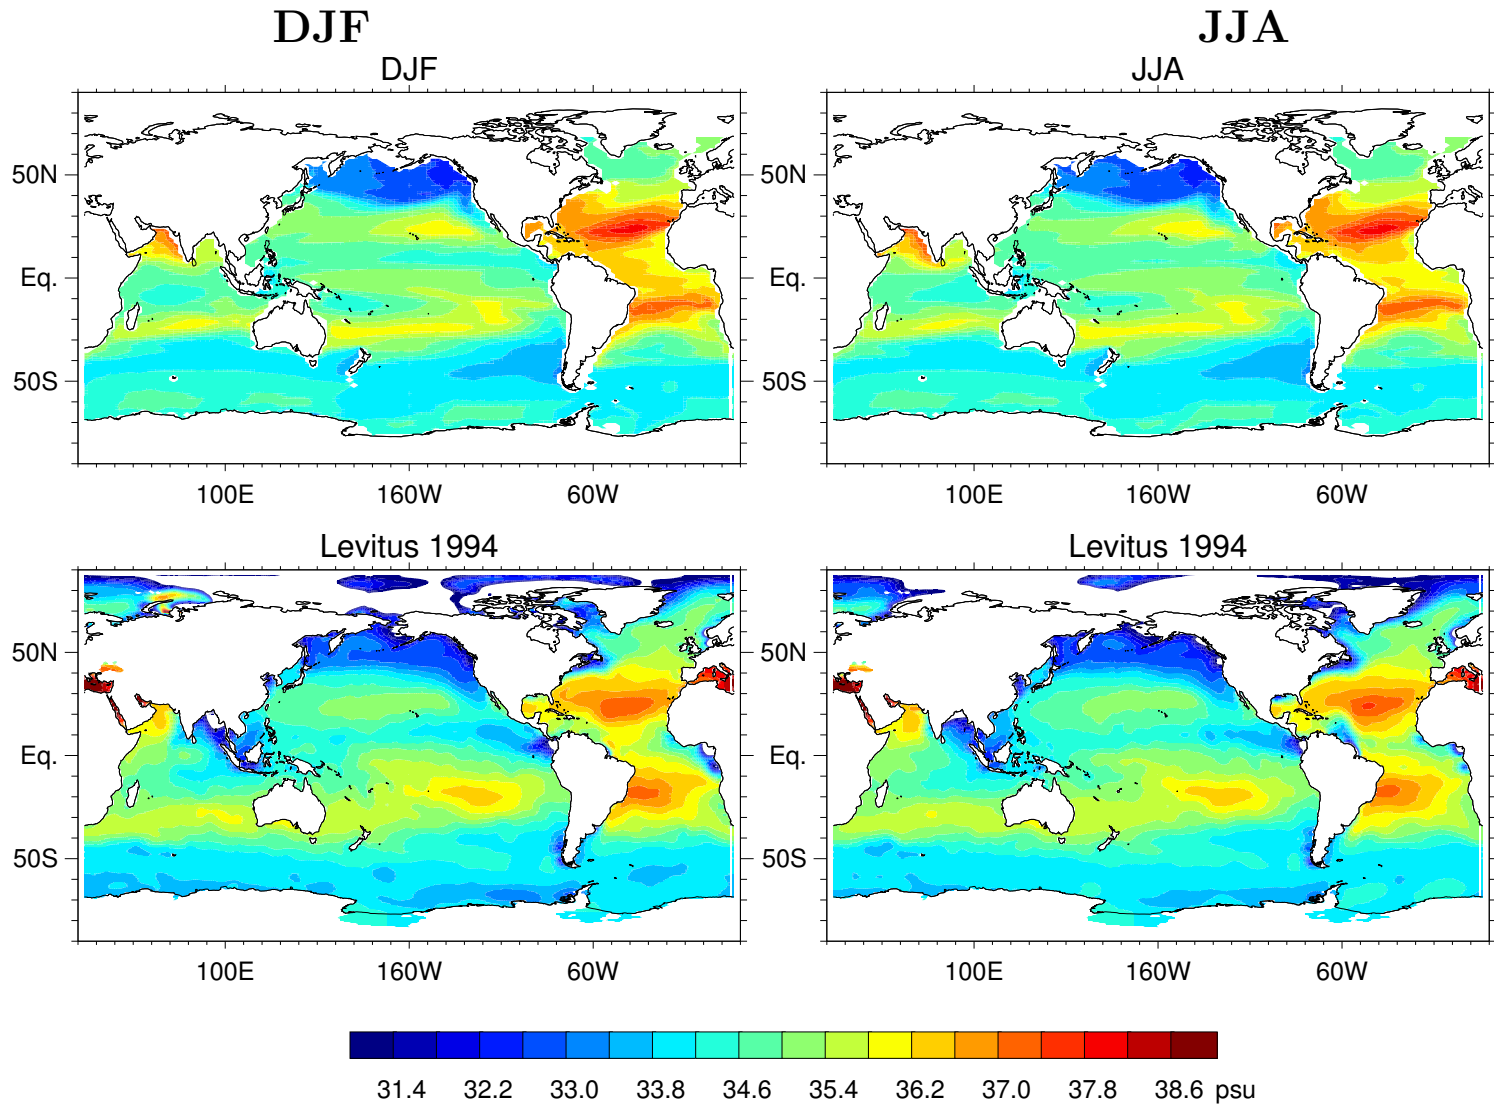 DJF JJA
DJF JJA
50N 50N
Eq. Eq.
50S 50S
100E 160W 60W 100E 160W 60W
Levitus 1994 Levitus 1994
50N 50N
Eq. Eq.
50S 50S
100E 160W 60W 100E 160W 60W
31.4 32.2 33.0 33.8 34.6 35.4 36.2 37.0 37.8 38.6 psu